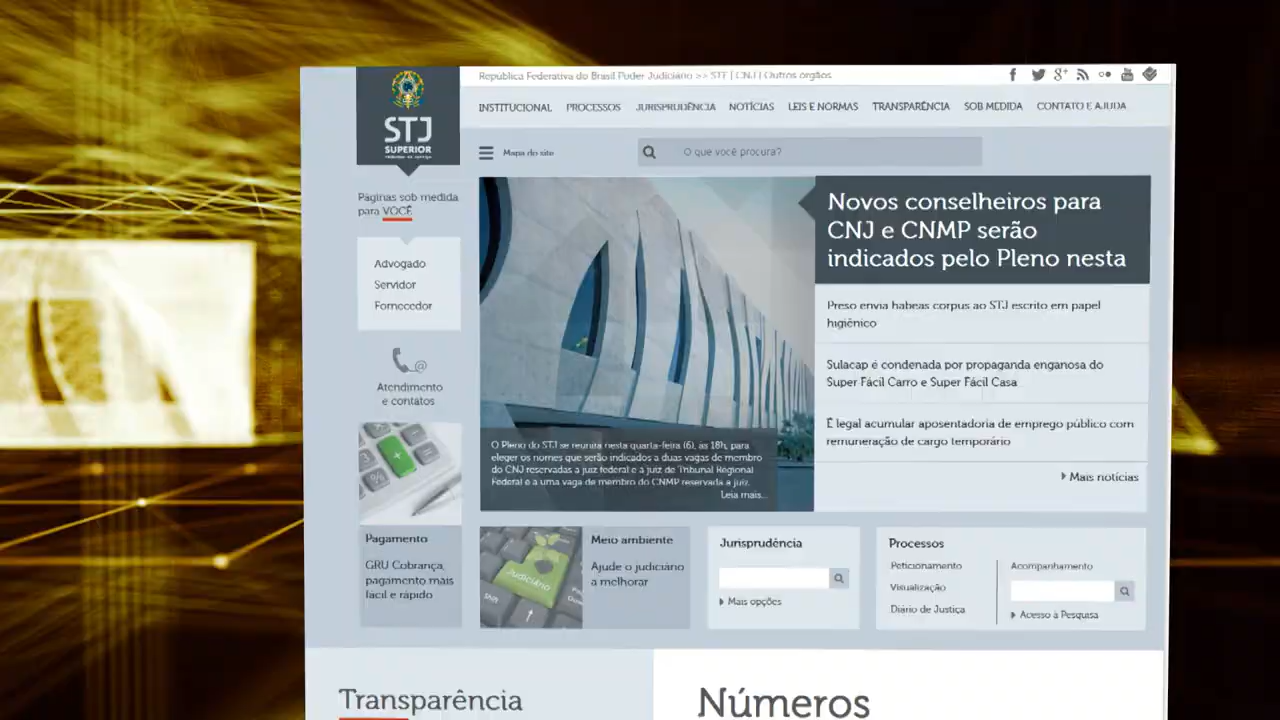 República Federativa do Brasil Poder Judiciário >> STF | CNJ | Outros órgãos
STJ
SUPERIOR
INSTITUCIONAL PROCESSOS JURISPRUDÊNCIA NOTÍCIAS LEIS E NORMAS TRANSPARÊNCIA SOB MEDIDA CONTATO E AJUDA
Mapa do site
O que você procura?
Páginas sob medida
para VOCÊ
Advogado
Servidor
Fornecedor
Atendimento
e contatos
Novos conselheiros para
CNJ e CNMP serão
indicados pelo Pleno nesta
Preso envia habeas corpus ao STJ escrito em papel
higiênico
Sulacap é condenada por propaganda enganosa do
Super Fácil Carro e Super Fácil Casa
É legal acumular aposentadoria de emprego público com
remuneração de cargo temporário
Mais notícias
O Pleno do STJ se reunirá nesta quarta-feira (6), às 18h, para
eleger os nomes que serão indicados a duas vagas de membro
do CNJ reservadas a juiz federal e a juiz de Tribunal Regional
Federal e a uma vaga de membro do CNMP reservada a juiz.
Leia mais...
Pagamento
GRU Cobrança,
pagamento mais
fácil e rápido
Judiciário
Shift
Meio ambiente
Ajude o judiciário
a melhorar
Jurisprudência
Mais opções
Processos
Peticionamento
Visualização
Diário de Justiça
Acompanhamento
Acesso à Pesquisa
Transparência
Números